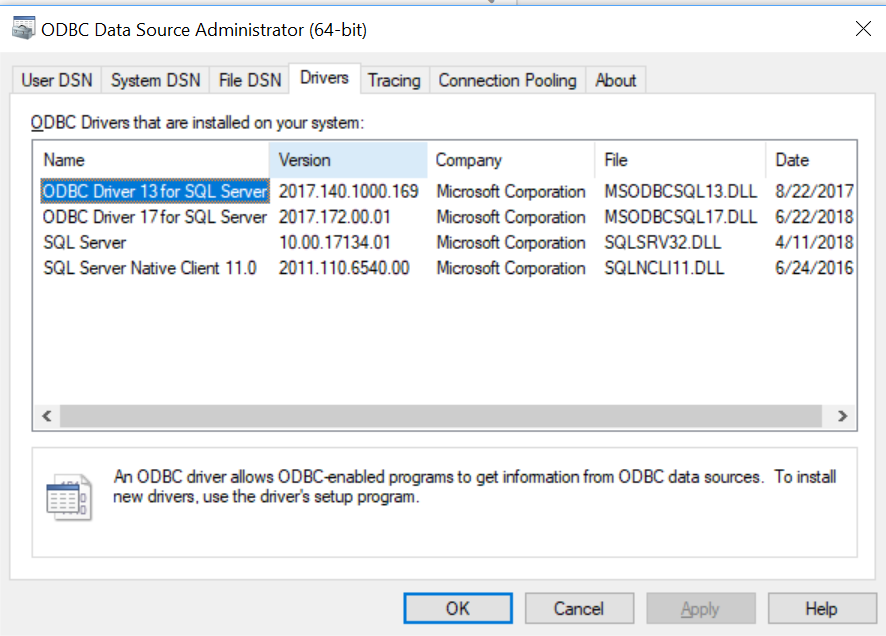 ODBC Data Source Administrator (64-bit)
User DSN System DSN File DSN Drivers Tracing Connection Pooling About
ODBC Drivers that are installed on your system:
Name Version Company File Date
ODBC Driver 13 for SQL Server 2017.140.1000.169 Microsoft Corporation MSODBCSQL13.DLL 8/22/2017
ODBC Driver 17 for SQL Server 2017.172.00.01 Microsoft Corporation MSODBCSQL17.DLL 6/22/2018
SQL Server 10.00.17134.01 Microsoft Corporation SQLSRV32.DLL 4/11/2018
SQL Server Native Client 11.0 2011.110.6540.00 Microsoft Corporation SQLNCLI11.DLL 6/24/2016
An ODBC driver allows ODBC-enabled programs to get information from ODBC data sources. To install
new drivers, use the driver's setup program.
OK Cancel Apply Help